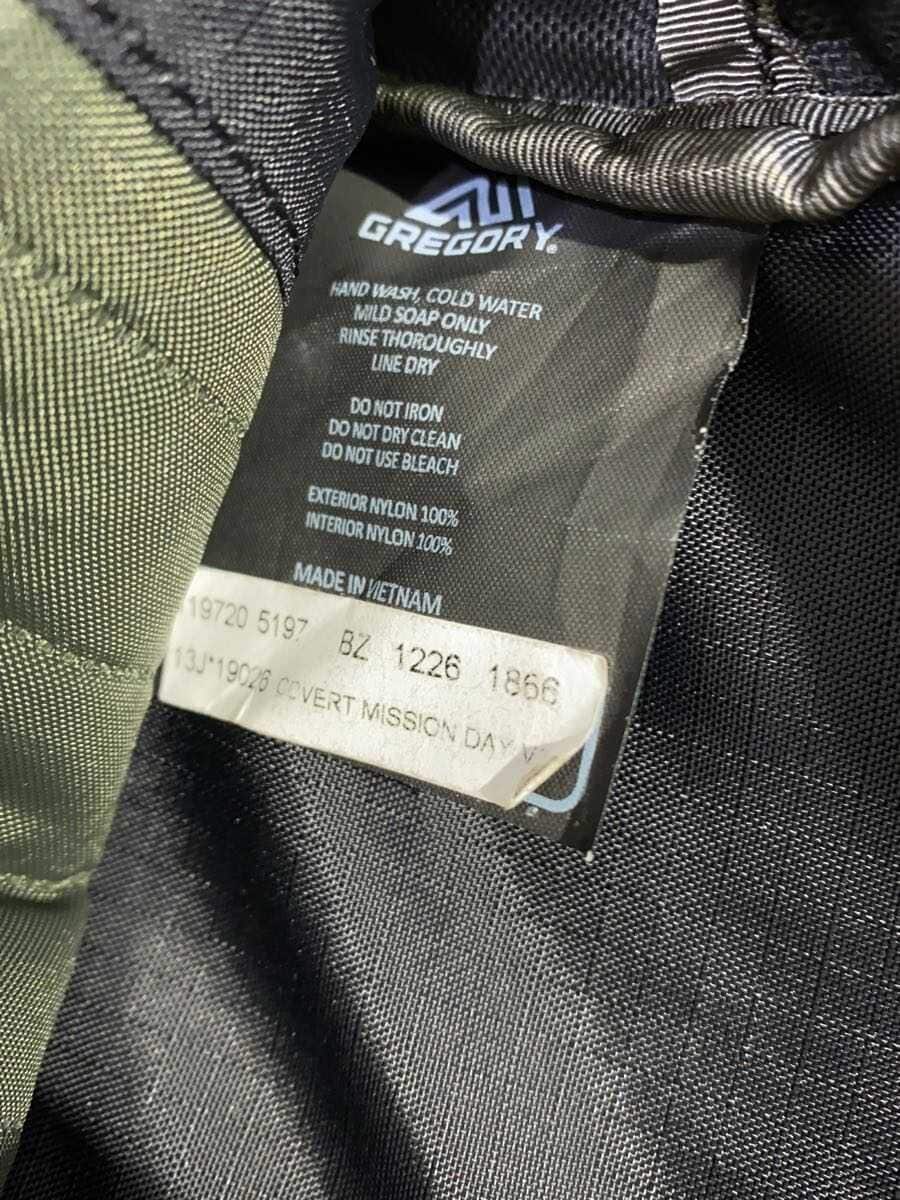 GREGORY®
HAND WASH, COLD WATER
MILD SOAP ONLY
RINSE THOROUGHLY
LINE DRY
DO NOT IRON
DO NOT DRY CLEAN
DO NOT USE BLEACH
EXTERIOR NYLON 100%
INTERIOR NYLON 100%
MADE IN VIETNAM
19720 5197 BZ 1226 1866
13J*19026 COVERT MISSION DAY V